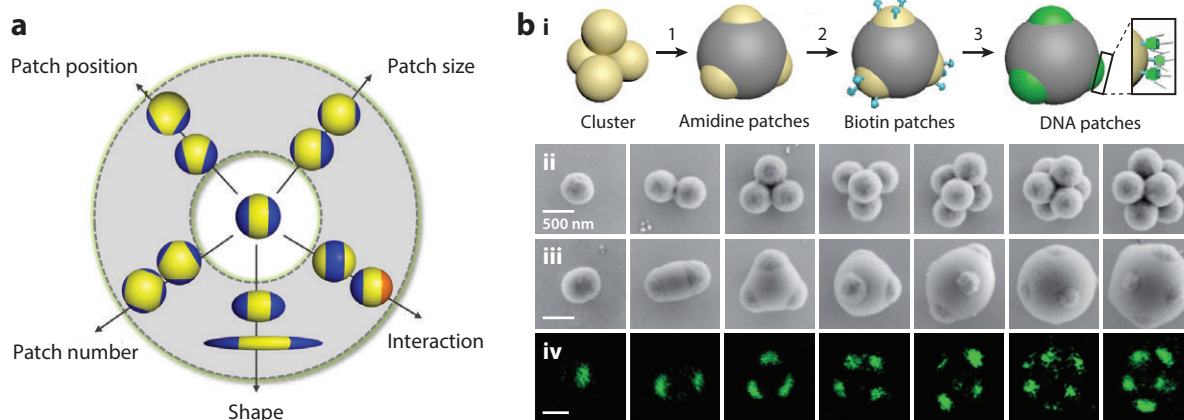 a
Patch position
Patch size
Patch number
Interaction
Shape
b i
1
2
3
Cluster
Amidine patches
Biotin patches
DNA patches
ii
500 nm
iii
iv